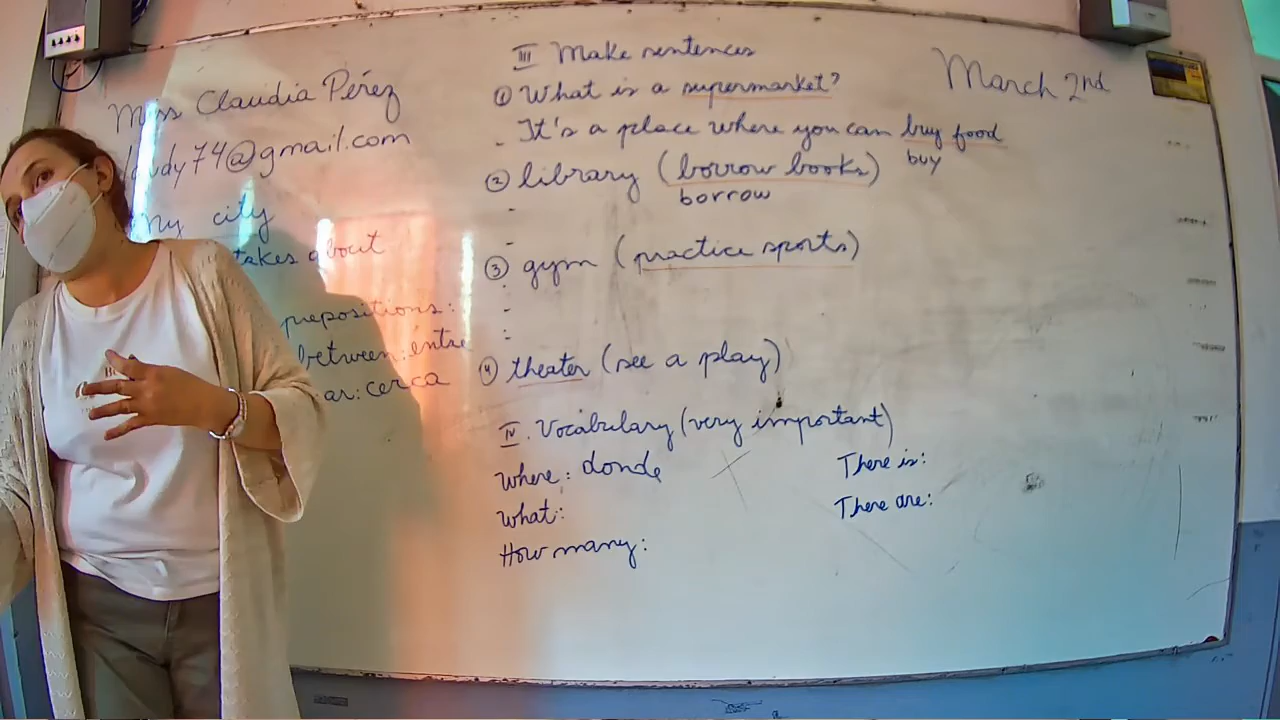 Miss Claudia Pérez
@gmail.com
my city
takes about
prepositions:
between: entre
ar: cerca
III Make sentences
① What is a supermarket?
- It's a place where you can buy food
buy
② library (borrow books)
borrow
-
-
③ gym (practice sports)
-
-
④ theater (see a play)
IV. Vocabulary (very important)
Where: donde
What:
How many:
There is:
There are:
March 2nd